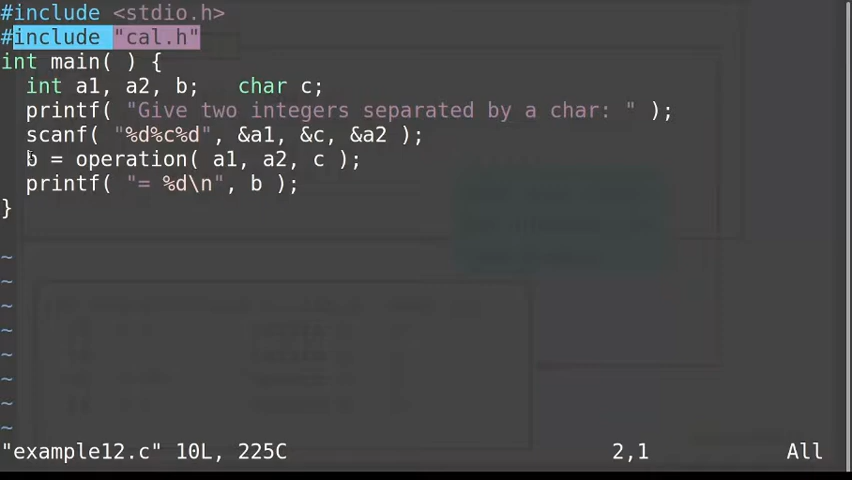 #include <stdio.h>
#include "cal.h"
int main( ) {
  int a1, a2, b;   char c;
  printf( "Give two integers separated by a char: " );
  scanf( "%d%c%d", &a1, &c, &a2 );
  b = operation( a1, a2, c );
  printf( "= %d\n", b );
}
~
~
~
~
~
~
~
~
"example12.c" 10L, 225C 2,1 All